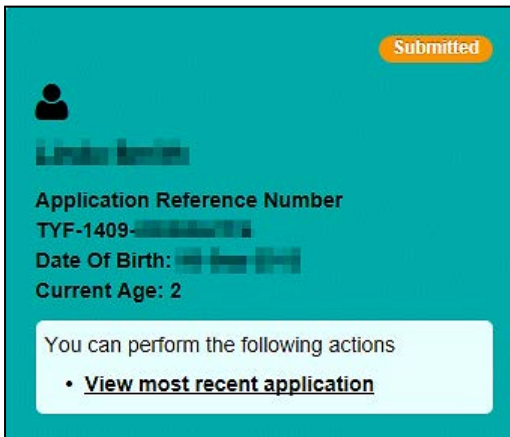 Submitted
Application Reference Number
TYF-1409-
Date Of Birth:
Current Age: 2
You can perform the following actions
• View most recent application